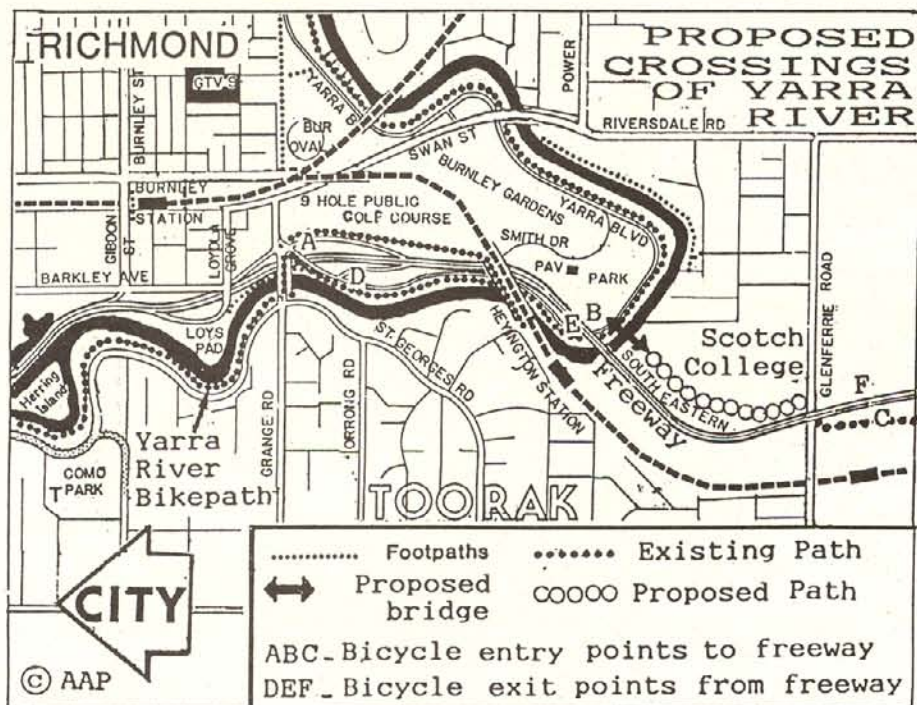 RICHMOND
PROPOSED
CROSSINGS
OF YARRA
RIVER
GTV-9
BURNLEY ST
YARRA B
BUR
OVAL
POWER
RIVERSDALE RD
SWAN ST
BURNLEY
STATION
GIBDON
ST
LOYOLA
GROVE
9 HOLE PUBLIC
GOLF COURSE
BURNLEY GARDENS
YARRA BLVD
SMITH DR
PAV
PARK
BARKLEY AVE
A
D
E
B
LOYS
PAD
Herring
Island
ST. GEORGES RD
HEYINGTON STATION
SOUTH EASTERN
Freeway
Scotch
College
GLENFERRIE ROAD
F
C
Yarra
River
Bikepath
GRANGE RD
ORRONG RD
COMO
PARK
T
TOORAK
CITY
© AAP
Footpaths
Existing Path
Proposed
bridge
Proposed Path
ABC- Bicycle entry points to freeway
DEF- Bicycle exit points from freeway